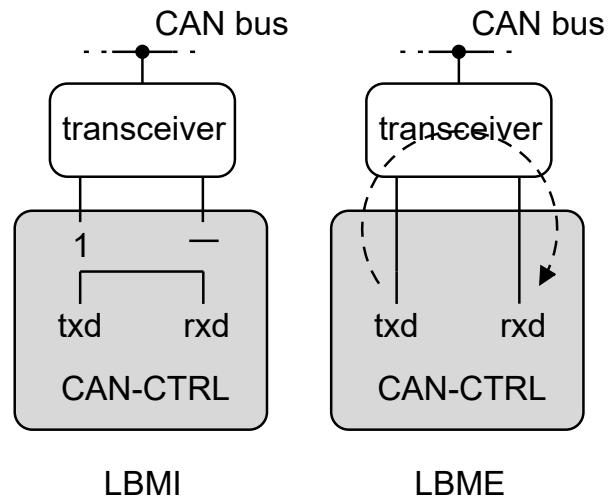 CAN bus
transceiver
1
txd rxd
CAN-CTRL
LBMI
CAN bus
transceiver
txd rxd
CAN-CTRL
LBME